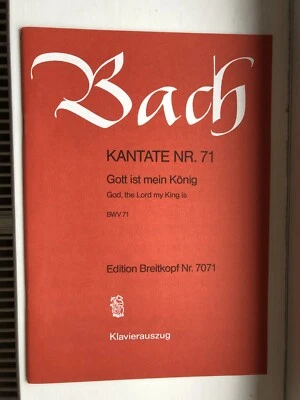 Bach
KANTATE NR. 71
Gott ist mein König
God, the Lord my King is
BWV 71
Edition Breitkopf Nr. 7071
Klavierauszug